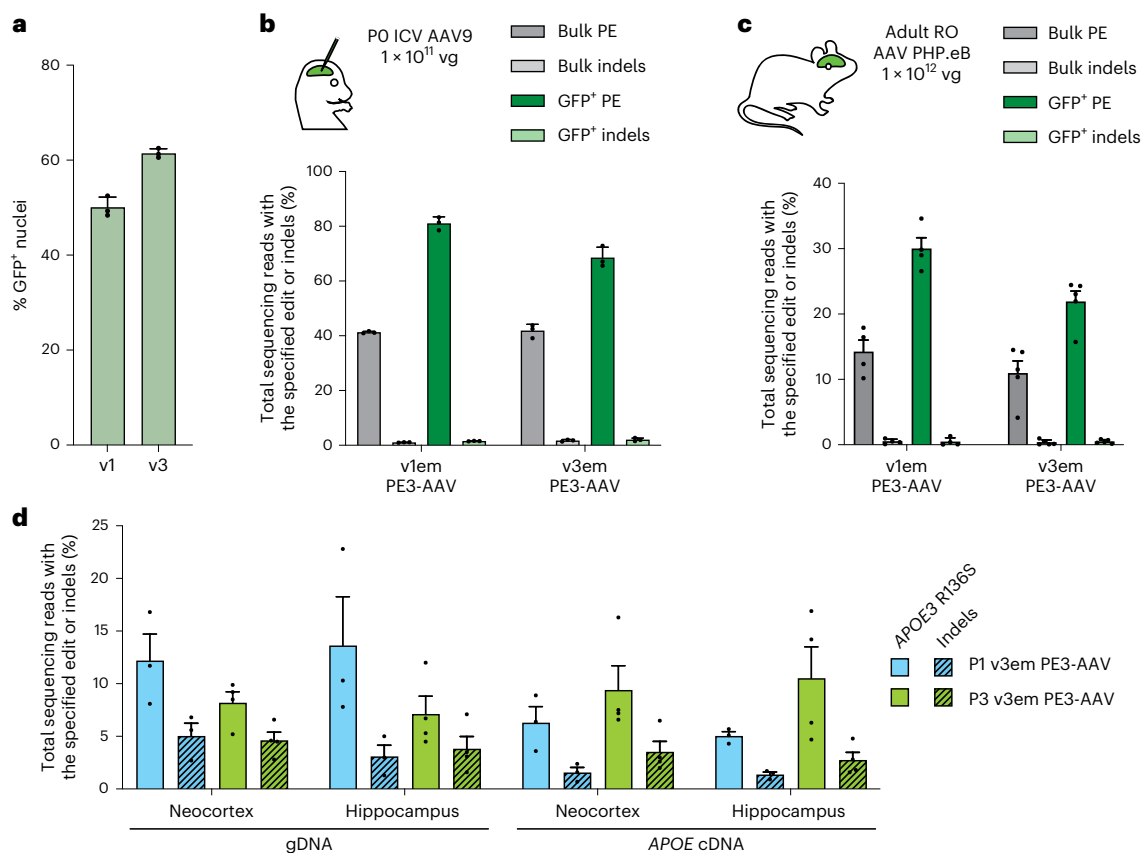 a
% GFP⁺ nuclei
80
60
40
20
0
v1
v3
b
P0 ICV AAV9
1 × 10¹¹ vg
Bulk PE
Bulk indels
GFP⁺ PE
GFP⁺ indels
Total sequencing reads with
the specified edit or indels (%)
100
80
60
40
20
0
v1em
PE3-AAV
v3em
PE3-AAV
c
Adult RO
AAV PHP.eB
1 × 10¹² vg
Bulk PE
Bulk indels
GFP⁺ PE
GFP⁺ indels
Total sequencing reads with
the specified edit or indels (%)
40
30
20
10
0
v1em
PE3-AAV
v3em
PE3-AAV
d
Total sequencing reads with
the specified edit or indels (%)
25
20
15
10
5
0
Neocortex
Hippocampus
Neocortex
Hippocampus
gDNA
APOE cDNA
APOE3 R136S
Indels
P1 v3em PE3-AAV
P3 v3em PE3-AAV